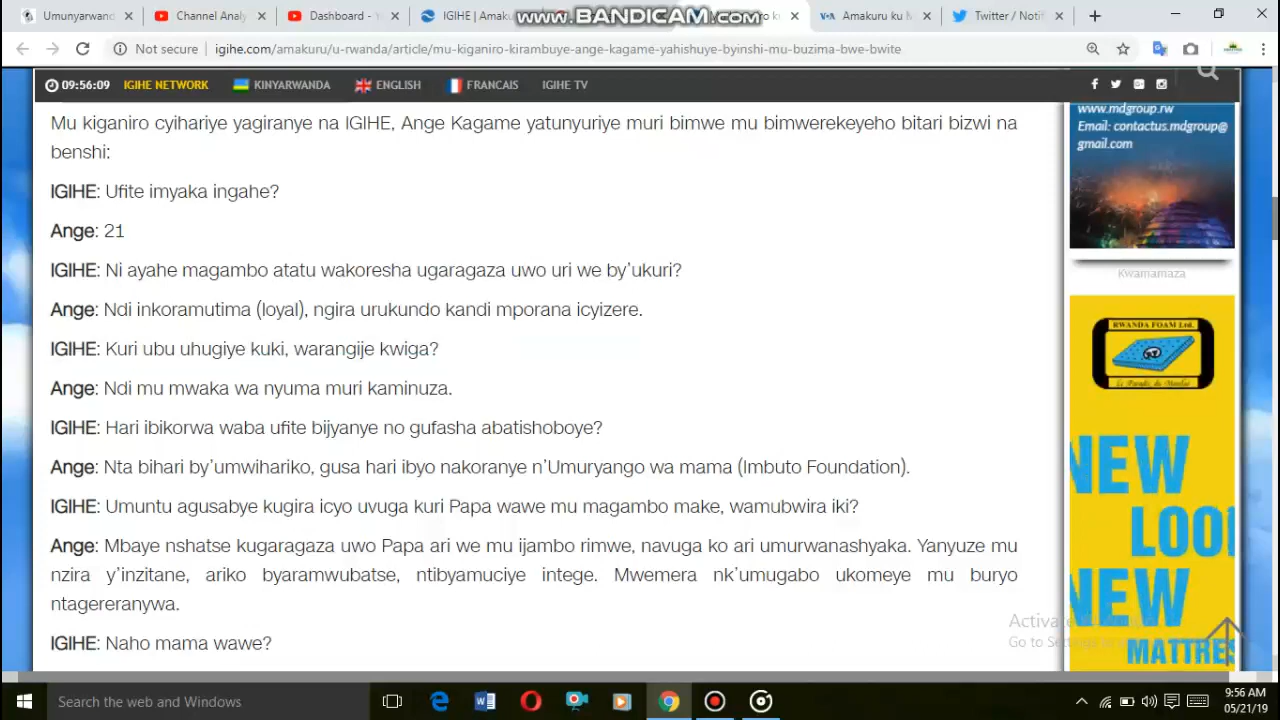 Umunyarwand
Channel Analy
Dashboard - Y
IGIHE | Amaku
www.BANDICAM.com
Amakuru ku N
Twitter / Notif
Not secure | igihe.com/amakuru/u-rwanda/article/mu-kiganiro-kirambuye-ange-kagame-yahishuye-byinshi-mu-buzima-bwe-bwite
09:56:09 IGIHE NETWORK KINYARWANDA ENGLISH FRANCAIS IGIHE TV
Mu kiganiro cyihariye yagiranye na IGIHE, Ange Kagame yatunyuriye muri bimwe mu bimwerekeyeho bitari bizwi na
benshi:
IGIHE: Ufite imyaka ingahe?
Ange: 21
IGIHE: Ni ayahe magambo atatu wakoresha ugaragaza uwo uri we by’ukuri?
Ange: Ndi inkoramutima (loyal), ngira urukundo kandi mporana icyizere.
IGIHE: Kuri ubu uhugiye kuki, warangije kwiga?
Ange: Ndi mu mwaka wa nyuma muri kaminuza.
IGIHE: Hari ibikorwa waba ufite bijyanye no gufasha abatishoboye?
Ange: Nta bihari by’umwihariko, gusa hari ibyo nakoranye n’Umuryango wa mama (Imbuto Foundation).
IGIHE: Umuntu agusabye kugira icyo uvuga kuri Papa wawe mu magambo make, wamubwira iki?
Ange: Mbaye nshatse kugaragaza uwo Papa ari we mu ijambo rimwe, navuga ko ari umurwanashyaka. Yanyuze mu
nzira y’inzitane, ariko byaramwubatse, ntibyamuciye intege. Mwemera nk’umugabo ukomeye mu buryo
ntagereranywa.
IGIHE: Naho mama wawe?
www.mdgroup.rw
Email: contactus.mdgroup@
gmail.com
Kwamamaza
RWANDA FOAM Ltd.
NEW
LOO
NEW
MATTRE
Search the web and Windows
9:56 AM
05/21/19